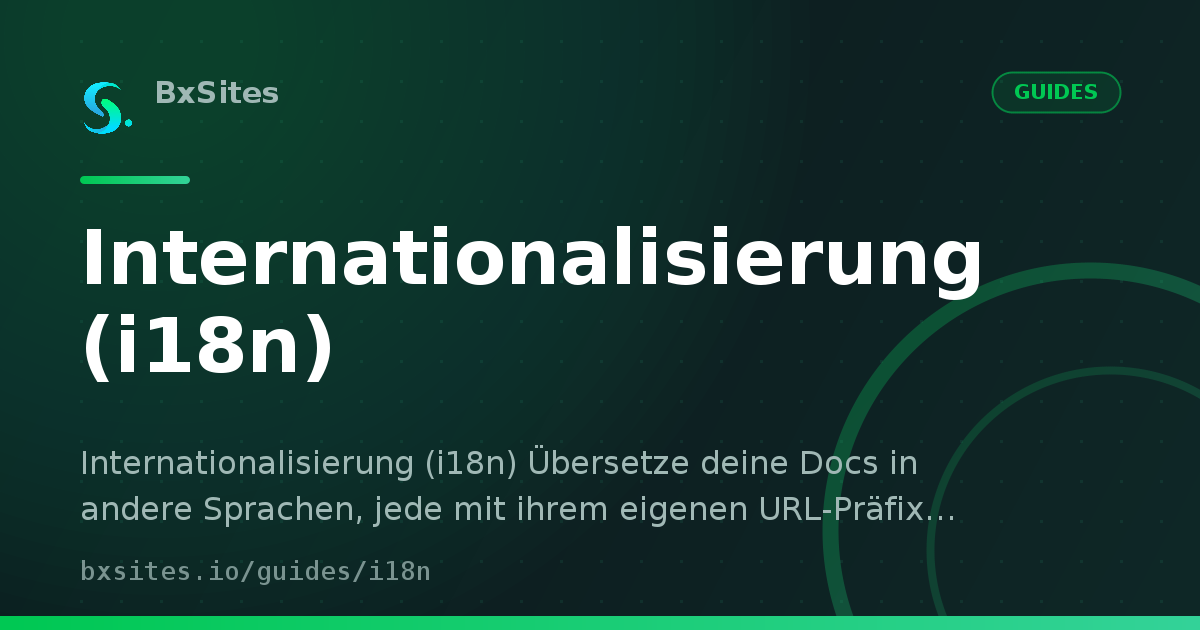 BxSites
GUIDES
Internationalisierung
(i18n)
Internationalisierung (i18n) Übersetze deine Docs in
andere Sprachen, jede mit ihrem eigenen URL-Präfix…
bxsites.io/guides/i18n